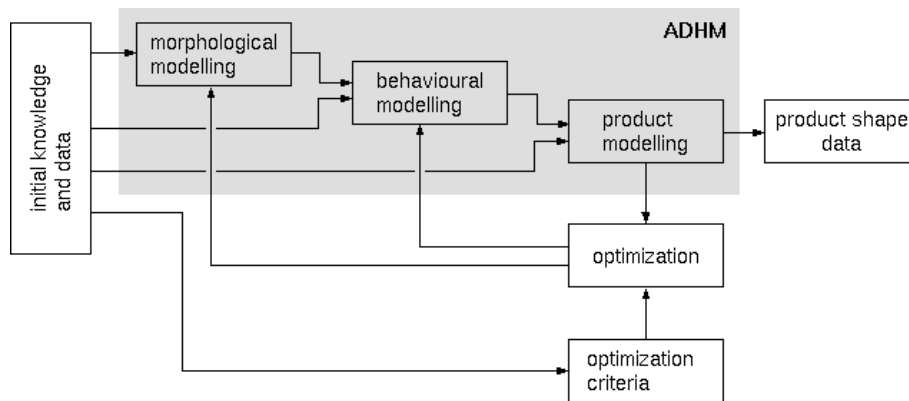 ADHM
initial knowledge
and data
morphological
modelling
behavioural
modelling
product
modelling
product shape
data
optimization
optimization
criteria